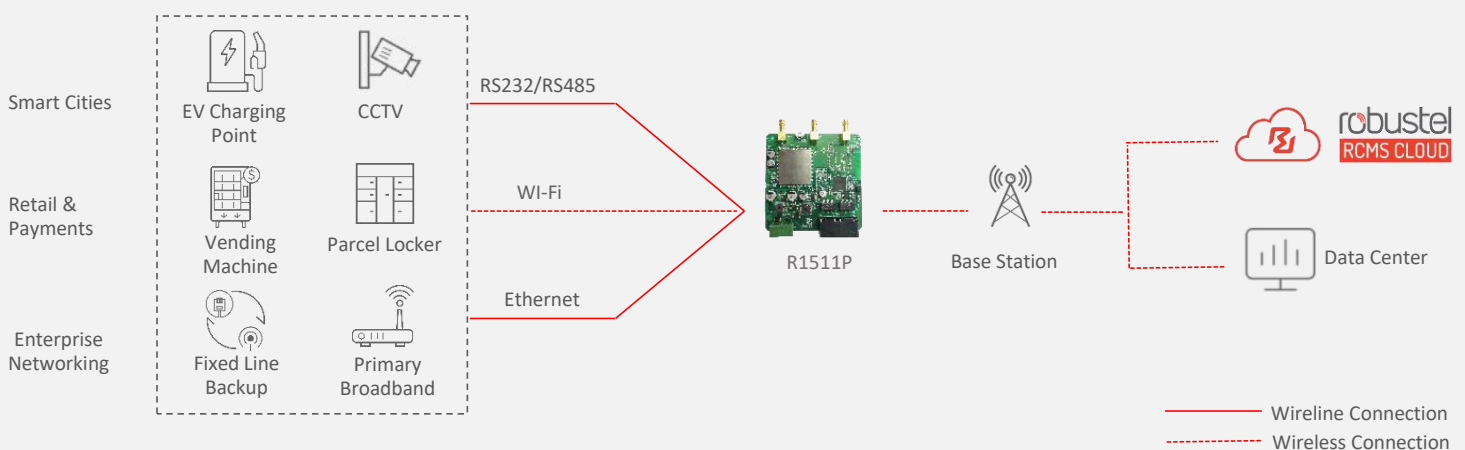 Smart Cities
EV Charging
Point
CCTV
Retail &
Payments
Vending
Machine
Parcel Locker
Enterprise
Networking
Fixed Line
Backup
Primary
Broadband
RS232/RS485
WI-Fi
Ethernet
R1511P
Base Station
robustel
RCMS CLOUD
Data Center
Wireline Connection
Wireless Connection